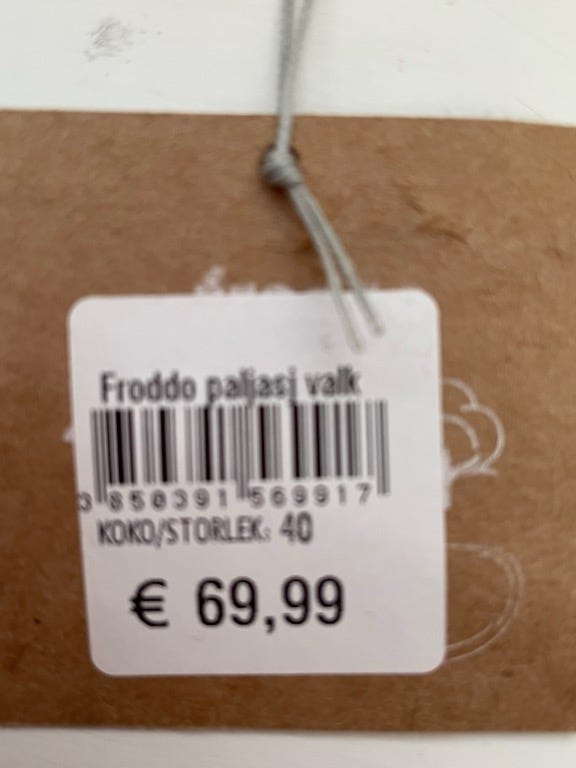 Froddo paljasj valk
3 850391 569917
KOKO/STORLEK: 40
€ 69,99